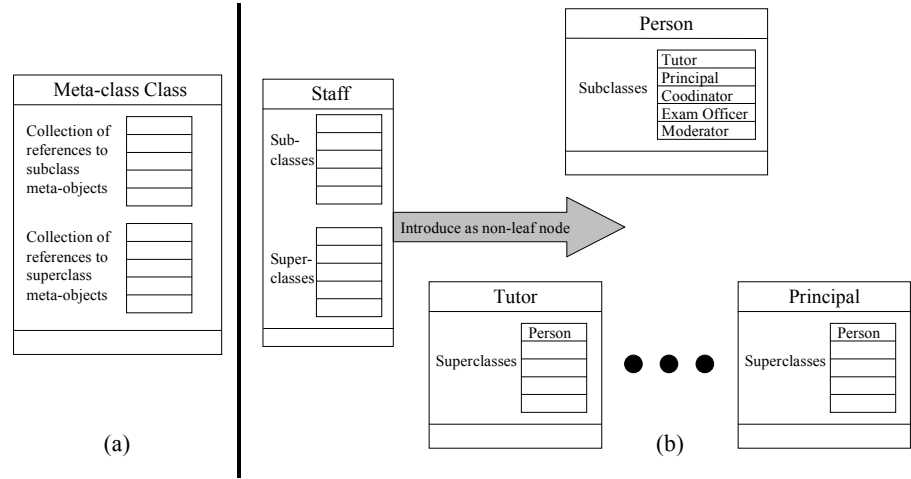 Meta-class Class
Collection of
references to
subclass
meta-objects
Collection of
references to
superclass
meta-objects
(a)
Staff
Sub-
classes
Super-
classes
Introduce as non-leaf node
Person
Subclasses
Tutor
Principal
Coodinator
Exam Officer
Moderator
Tutor
Superclasses
Person
Principal
Superclasses
Person
(b)